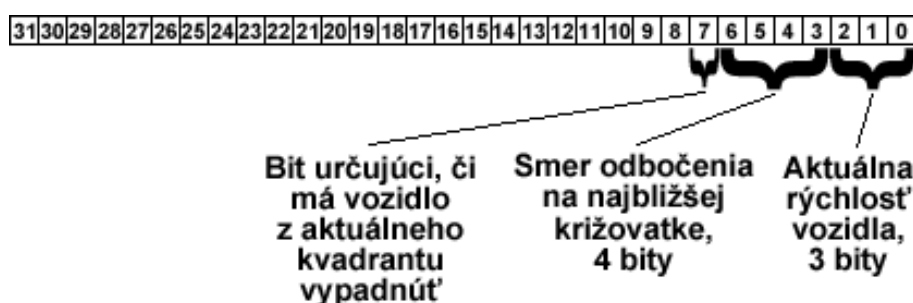 31 30 29 28 27 26 25 24 23 22 21 20 19 18 17 16 15 14 13 12 11 10 9 8 7 6 5 4 3 2 1 0
Bit určujúci, či
má vozidlo
z aktuálneho
kvadrantu
vypadnúť
Smer odbočenia
na najbližšej
križovatke,
4 bity
Aktuálna
rýchlosť
vozidla,
3 bity